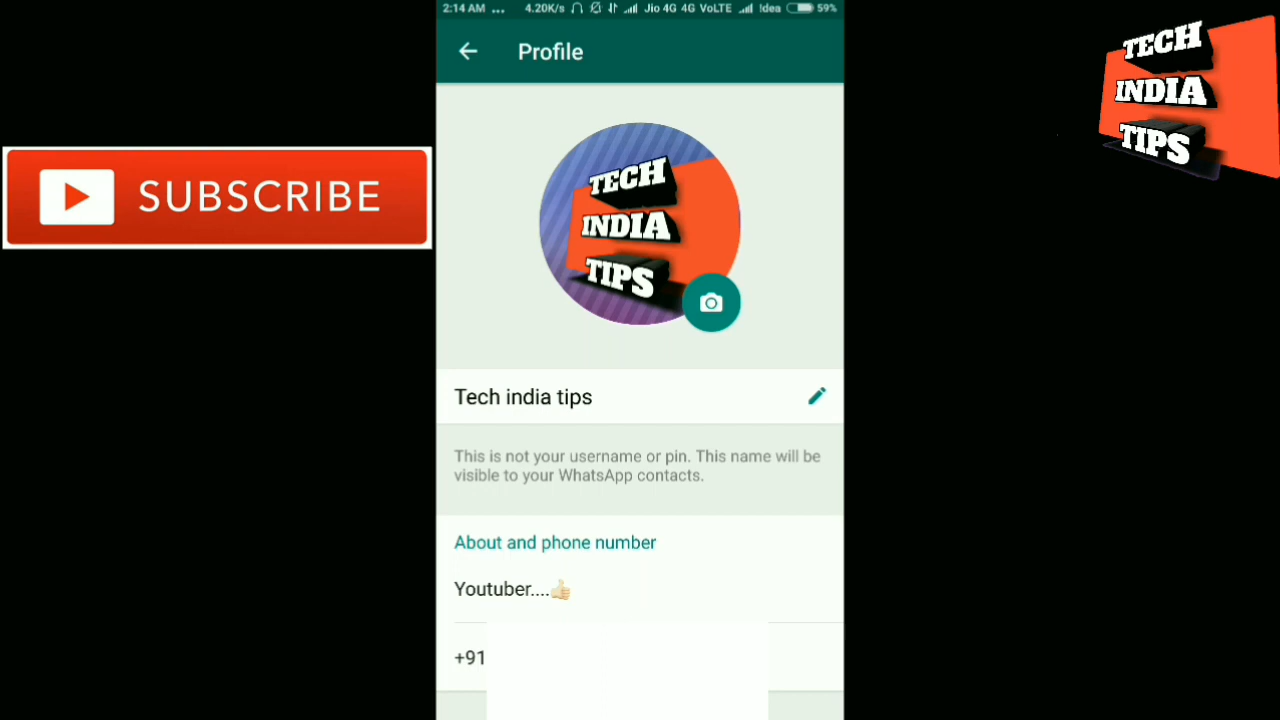 2:14 AM ... 4.20K/s Jio 4G 4G VoLTE !dea 59%
Profile
SUBSCRIBE
TECH
INDIA
TIPS
TECH
INDIA
TIPS
Tech india tips
This is not your username or pin. This name will be
visible to your WhatsApp contacts.
About and phone number
Youtuber....👍🏻
+91